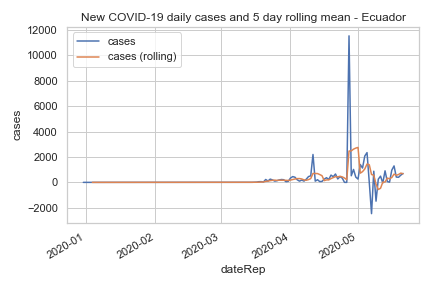 New COVID-19 daily cases and 5 day rolling mean - Ecuador
cases
cases (rolling)
12000
10000
8000
6000
4000
2000
0
−2000
cases
2020-01
2020-02
2020-03
2020-04
2020-05
dateRep